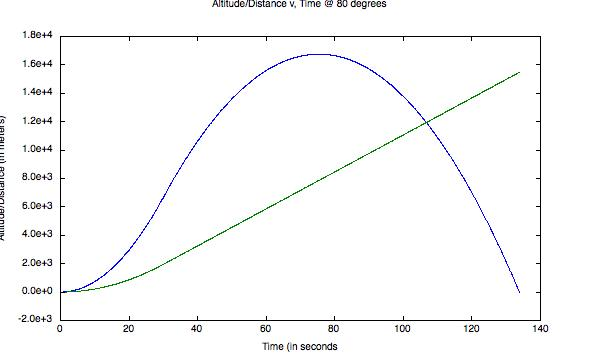 Altitude/Distance v, Time @ 80 degrees
1.8e+4
1.6e+4
1.4e+4
1.2e+4
1.0e+4
8.0e+3
6.0e+3
4.0e+3
2.0e+3
0.0e+0
-2.0e+3
Altitude/Distance (in meters)
0 20 40 60 80 100 120 140
Time (in seconds